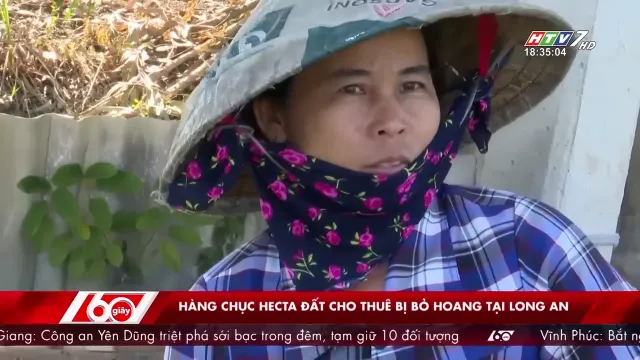 HTV7 HD
18:35:04
60 giây
HÀNG CHỤC HECTA ĐẤT CHO THUÊ BỊ BỎ HOANG TẠI LONG AN
Giang: Công an Yên Dũng triệt phá sới bạc trong đêm, tạm giữ 10 đối tượng 60 Vĩnh Phúc: Bắt n